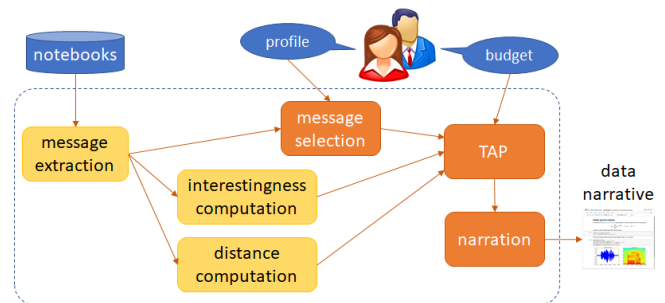 notebooks
profile
budget
message
extraction
message
selection
TAP
interestingness
computation
distance
computation
narration
data
narrative